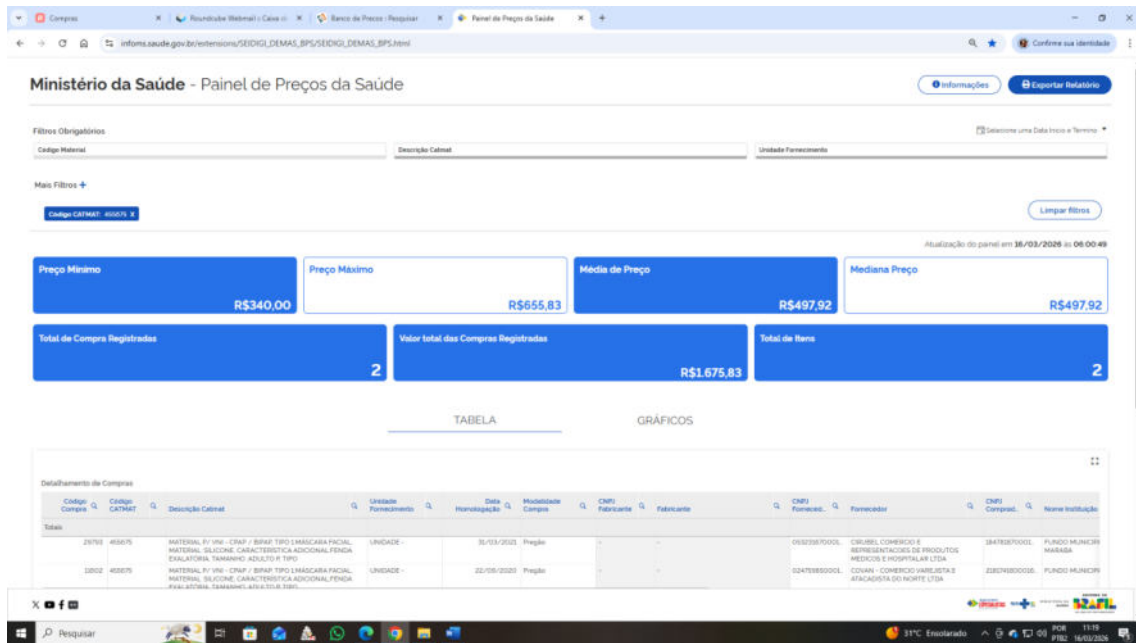 Compras
Roundcube Webmail :: Caixa
Banco de Preços : Pesquisar
Painel de Preços da Saúde
infoms.saude.gov.br/extensions/SEIDIGI_DEMAS_BPS/SEIDIGI_DEMAS_BPS.html
Confirme sua identidade
Ministério da Saúde - Painel de Preços da Saúde
Informações
Exportar Relatório
Filtros Obrigatórios
Selecione uma Data Início e Termino
Código Material
Descrição Catmat
Unidade Fornecimento
Mais Filtros +
Código CATMAT: 455675 X
Limpar filtros
Atualização do painel em 16/03/2026 às 06:00:49
Preço Mínimo
R$340,00
Preço Máximo
R$655,83
Média de Preço
R$497,92
Mediana Preço
R$497,92
Total de Compra Registradas
2
Valor total das Compras Registradas
R$1.675,83
Total de Itens
2
TABELA
GRÁFICOS
Detalhamento de Compras
Código Compra
Código CATMAT
Descrição Catmat
Unidade Fornecimento
Data Homologação
Modalidade Compra
CNPJ Fabricante
Fabricante
CNPJ Forneced...
Fornecedor
CNPJ Comprad...
Nome Instituição
Totais
455675
MATERIAL P/ VNI - CPAP / BIPAP, TIPO 1:MÁSCARA FACIAL,
MATERIAL: SILICONE, CARACTERÍSTICA ADICIONAL:FENDA
EXALATÓRIA, TAMANHO: ADULTO P, TIPO
UNIDADE -
31/03/2021
Pregão
-
-
CIRUBEL COMERCIO E
REPRESENTACOES DE PRODUTOS
MEDICOS E HOSPITALAR LTDA
FUNDO MUNICIPI
MARABA
455675
MATERIAL P/ VNI - CPAP / BIPAP, TIPO 1:MÁSCARA FACIAL,
MATERIAL: SILICONE, CARACTERÍSTICA ADICIONAL:FENDA
EXALATÓRIA, TAMANHO: ADULTO P, TIPO
UNIDADE -
Pregão
-
-
COVAN - COMERCIO VAREJISTA E
ATACADISTA DO NORTE LTDA
FUNDO MUNICIPI
BRASIL
Pesquisar
31°C Ensolarado
POR
PTB2
11:19
16/03/2026